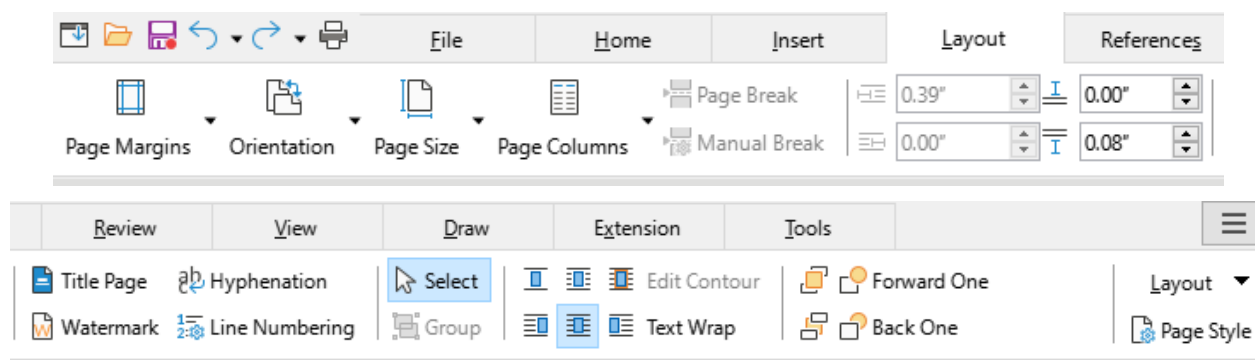 File Home Insert Layout References
Page Break 0.39″ 0.00″
Page Margins Orientation Page Size Page Columns Manual Break 0.00″ 0.08″
Review View Draw Extension Tools
Title Page Hyphenation Select Edit Contour Forward One Layout
Watermark Line Numbering Group Text Wrap Back One Page Style